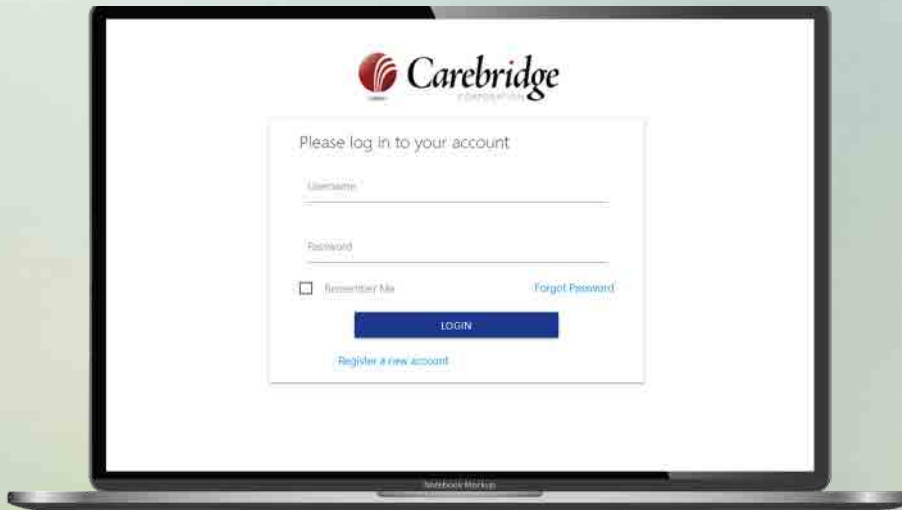 Carebridge
CORPORATION
Please log in to your account
Username
Password
Remember Me
Forgot Password
LOGIN
Register a new account
Notebook Mockup